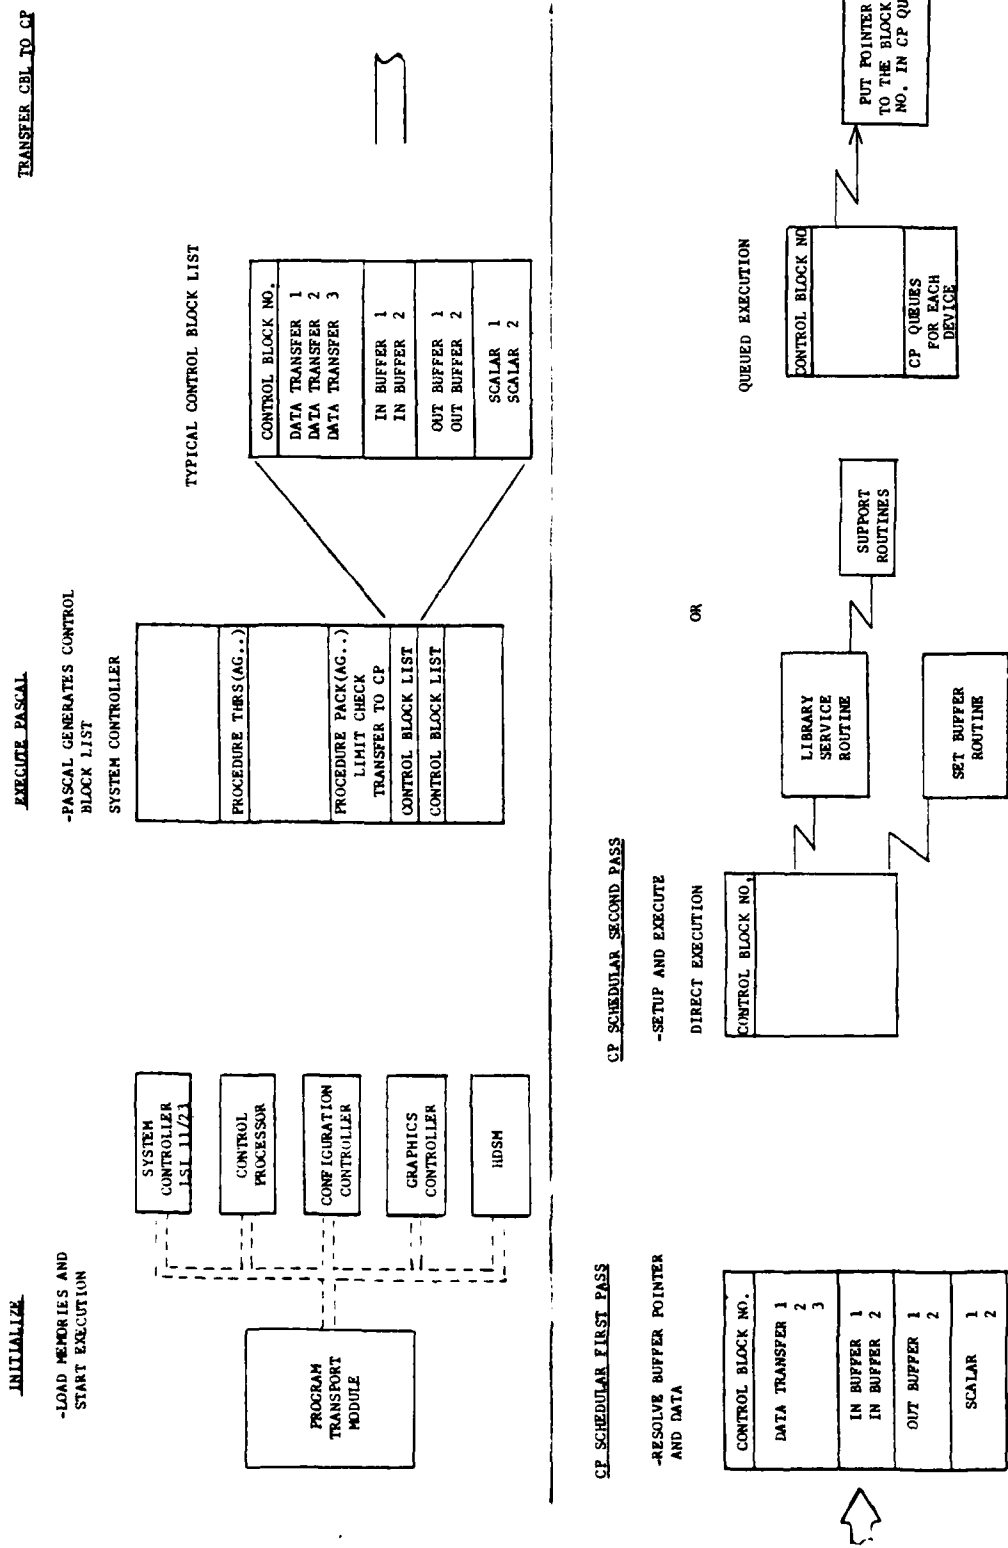 INITIALIZE
-LOAD MEMORIES AND
START EXECUTION
PROGRAM
TRANSPORT
MODULE
SYSTEM
CONTROLLER
LSI 11/23
CONTROL
PROCESSOR
CONFIGURATION
CONTROLLER
GRAPHICS
CONTROLLER
HDSM
EXECUTE PASCAL
-PASCAL GENERATES CONTROL
BLOCK LIST
SYSTEM CONTROLLER
PROCEDURE THRS(AG..)
PROCEDURE PACK(AG..)
LIMIT CHECK
TRANSFER TO CP
CONTROL BLOCK LIST
CONTROL BLOCK LIST
TYPICAL CONTROL BLOCK LIST
CONTROL BLOCK NO.
DATA TRANSFER 1
DATA TRANSFER 2
DATA TRANSFER 3
IN BUFFER 1
IN BUFFER 2
OUT BUFFER 1
OUT BUFFER 2
SCALAR 1
SCALAR 2
TRANSFER CBL TO CP
CP SCHEDULAR FIRST PASS
-RESOLVE BUFFER POINTER
AND DATA
CONTROL BLOCK NO.
DATA TRANSFER 1
2
3
IN BUFFER 1
IN BUFFER 2
OUT BUFFER 1
2
SCALAR 1
2
CP SCHEDULAR SECOND PASS
-SETUP AND EXECUTE
DIRECT EXECUTION
CONTROL BLOCK NO.
LIBRARY
SERVICE
ROUTINE
SET BUFFER
ROUTINE
SUPPORT
ROUTINES
OR
QUEUED EXECUTION
CONTROL BLOCK NO
CP QUEUES
FOR EACH
DEVICE
PUT POINTER
TO THE BLOCK
NO. IN CP QU